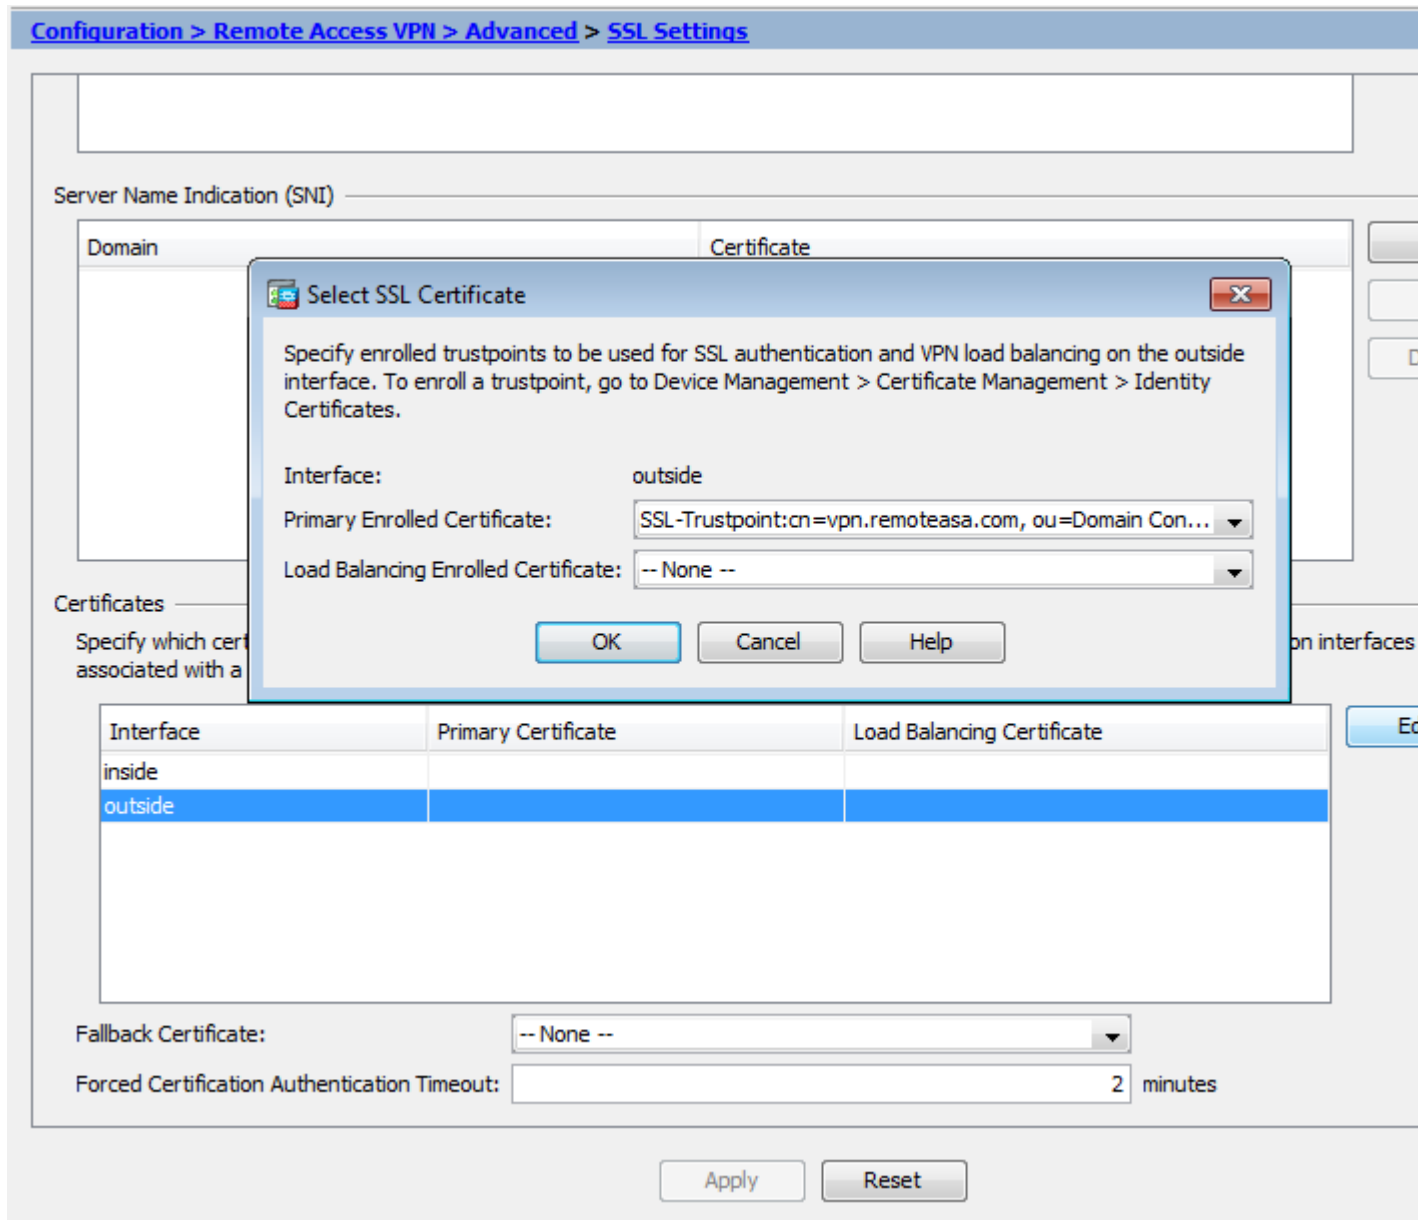 Configuration > Remote Access VPN > Advanced > SSL Settings
Server Name Indication (SNI)
Domain Certificate
Select SSL Certificate
Specify enrolled trustpoints to be used for SSL authentication and VPN load balancing on the outside
interface. To enroll a trustpoint, go to Device Management > Certificate Management > Identity
Certificates.
Interface: outside
Primary Enrolled Certificate: SSL-Trustpoint:cn=vpn.remoteasa.com, ou=Domain Con...
Load Balancing Enrolled Certificate: -- None --
OK Cancel Help
Certificates
Specify which cert on interfaces
associated with a
Interface Primary Certificate Load Balancing Certificate
inside
outside
Fallback Certificate: -- None --
Forced Certification Authentication Timeout: 2 minutes
Apply Reset